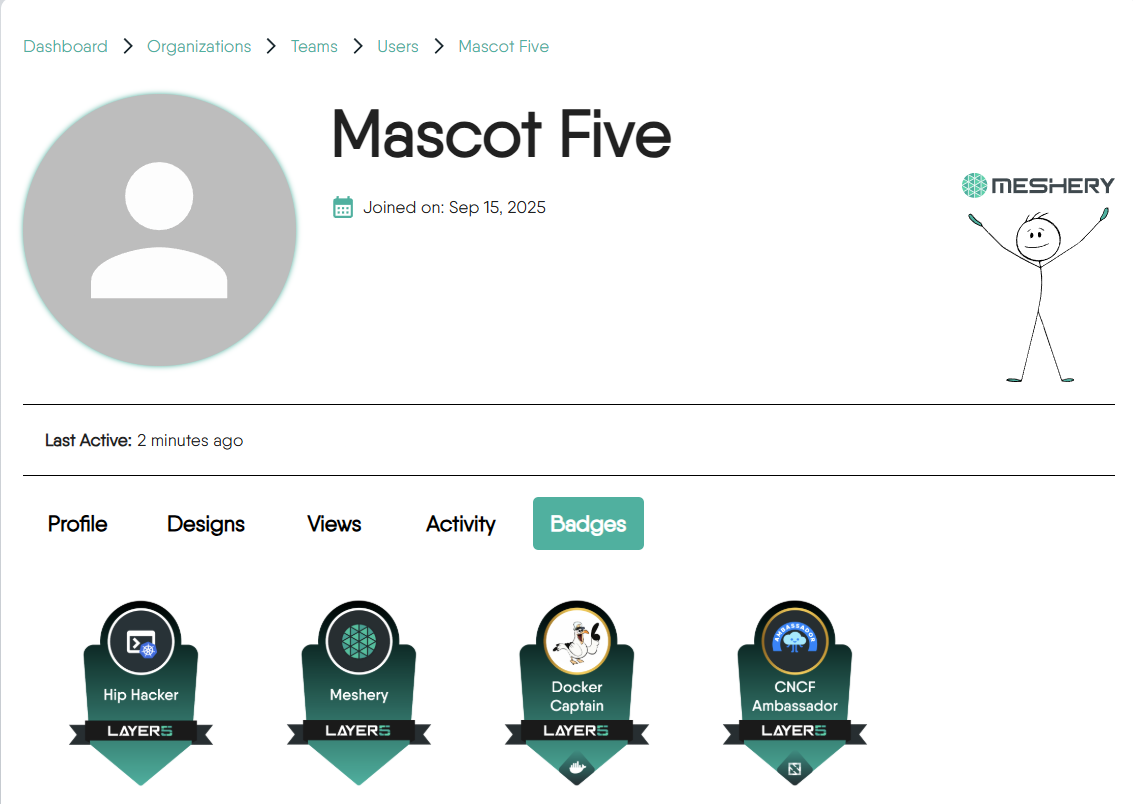 Dashboard > Organizations > Teams > Users > Mascot Five
Mascot Five
Joined on: Sep 15, 2025
MESHERY
Last Active: 2 minutes ago
Profile Designs Views Activity Badges
Hip Hacker
LAYER5
Meshery
LAYER5
Docker
Captain
LAYER5
AMBASSADOR
CNCF
Ambassador
LAYER5